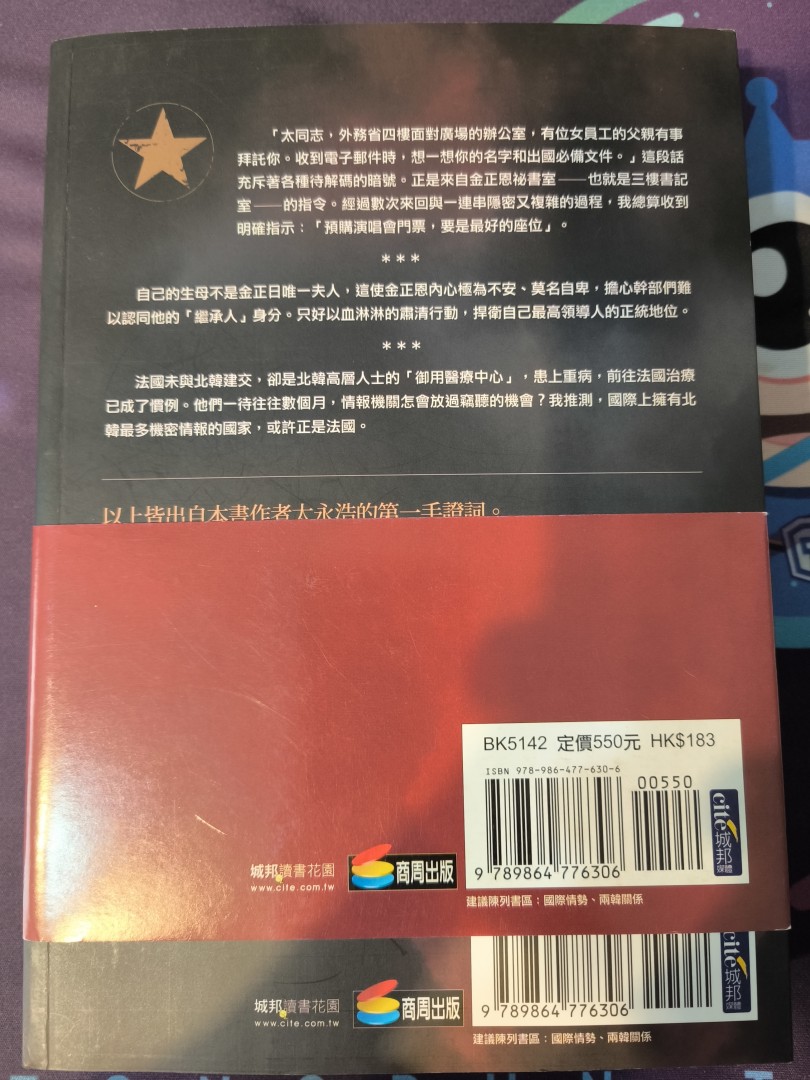 「太同志，外務省四樓面對廣場的辦公室，有位女員工的父親有事
拜託你。收到電子郵件時，想一想你的名字和出國必備文件。」這段話
充斥著各種待解碼的暗號。正是來自金正恩祕書室——也就是三樓書記
室——的指令。經過數次來回與一連串隱密又複雜的過程，我總算收到
明確指示：「預購演唱會門票，要是最好的座位」。
***
自己的生母不是金正日唯一夫人，這使金正恩內心極為不安、莫名自卑，擔心幹部們難
以認同他的「繼承人」身分。只好以血淋淋的肅清行動，捍衛自己最高領導人的正統地位。
***
法國未與北韓建交，卻是北韓高層人士的「御用醫療中心」，患上重病，前往法國治療
已成了慣例。他們一待往往數個月，情報機關怎會放過竊聽的機會？我推測，國際上擁有北
韓最多機密情報的國家，或許正是法國。
以上皆出自本書作者太永浩的第一手證詞。
BK5142 定價550元 HK$183
ISBN 978-986-477-630-6
00550
9 789864 776306
cité城邦媒體
城邦讀書花園
www.cite.com.tw
商周出版
建議陳列書區：國際情勢、兩韓關係
cité城邦媒體
9 789864 776306
城邦讀書花園
www.cite.com.tw
商周出版
建議陳列書區：國際情勢、兩韓關係